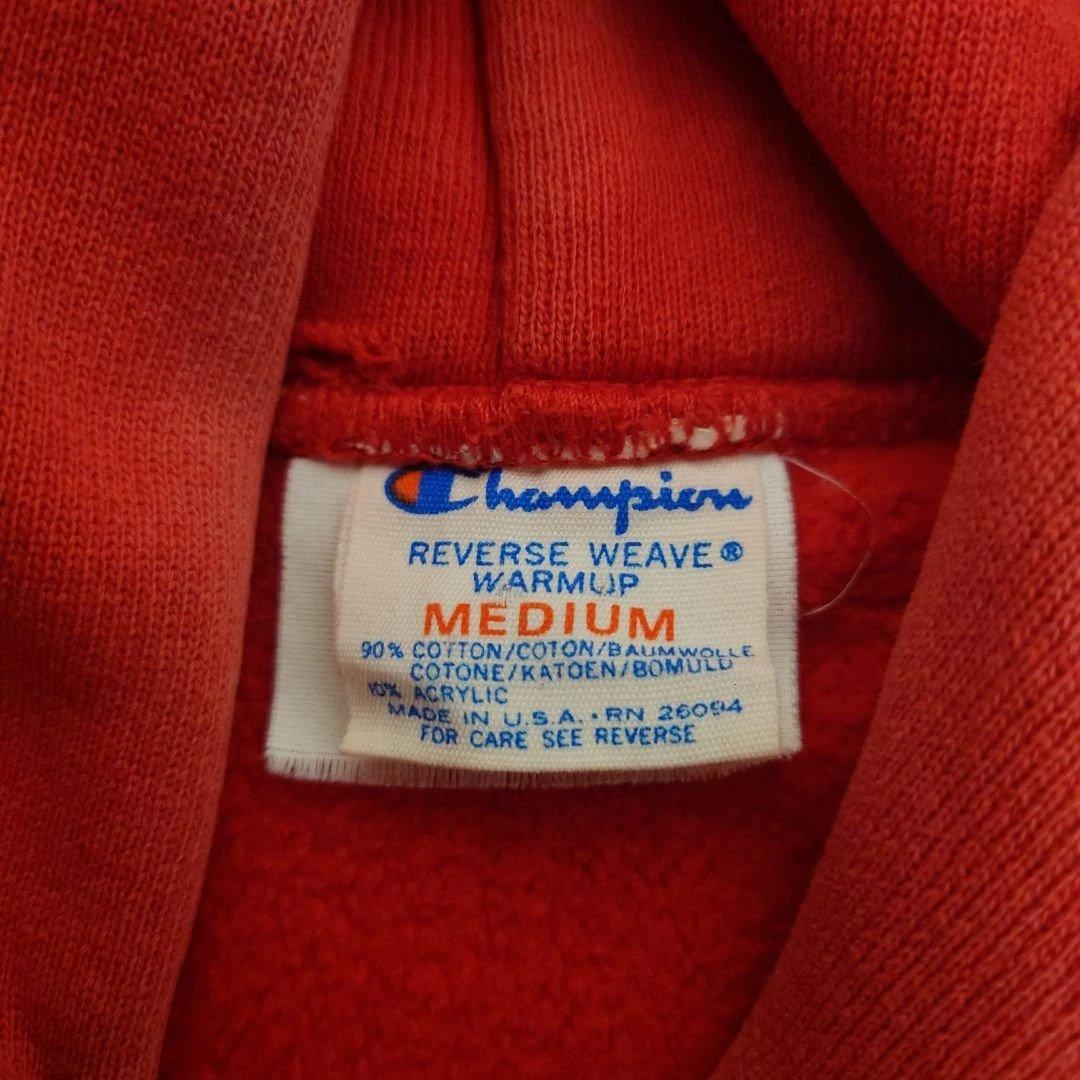 Champion
REVERSE WEAVE®
WARMUP
MEDIUM
90% COTTON/COTON/BAUMWOLLE
COTONE/KATOEN/BOMULD
10% ACRYLIC
MADE IN U.S.A. · RN 26094
FOR CARE SEE REVERSE